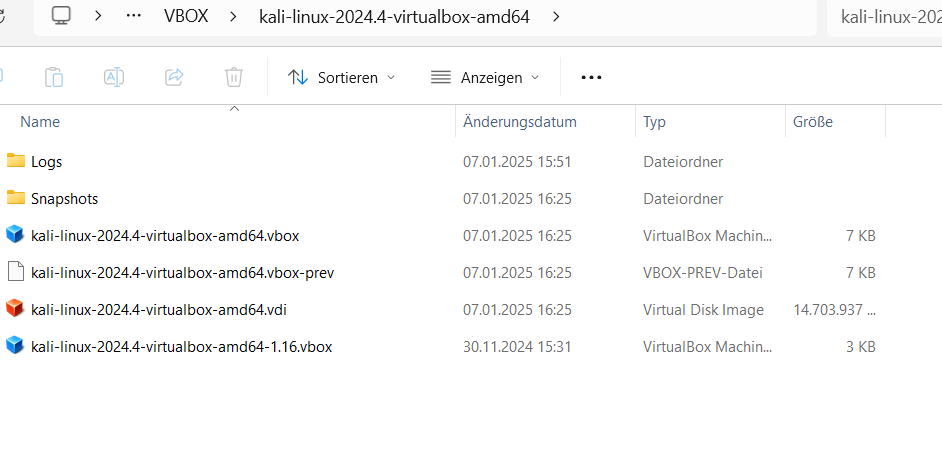 VBOX kali-linux-2024.4-virtualbox-amd64 kali-linux-202
Sortieren Anzeigen
Name Änderungsdatum Typ Größe
Logs 07.01.2025 15:51 Dateiordner
Snapshots 07.01.2025 16:25 Dateiordner
kali-linux-2024.4-virtualbox-amd64.vbox 07.01.2025 16:25 VirtualBox Machin... 7 KB
kali-linux-2024.4-virtualbox-amd64.vbox-prev 07.01.2025 16:25 VBOX-PREV-Datei 7 KB
kali-linux-2024.4-virtualbox-amd64.vdi 07.01.2025 16:25 Virtual Disk Image 14.703.937 ...
kali-linux-2024.4-virtualbox-amd64-1.16.vbox 30.11.2024 15:31 VirtualBox Machin... 3 KB